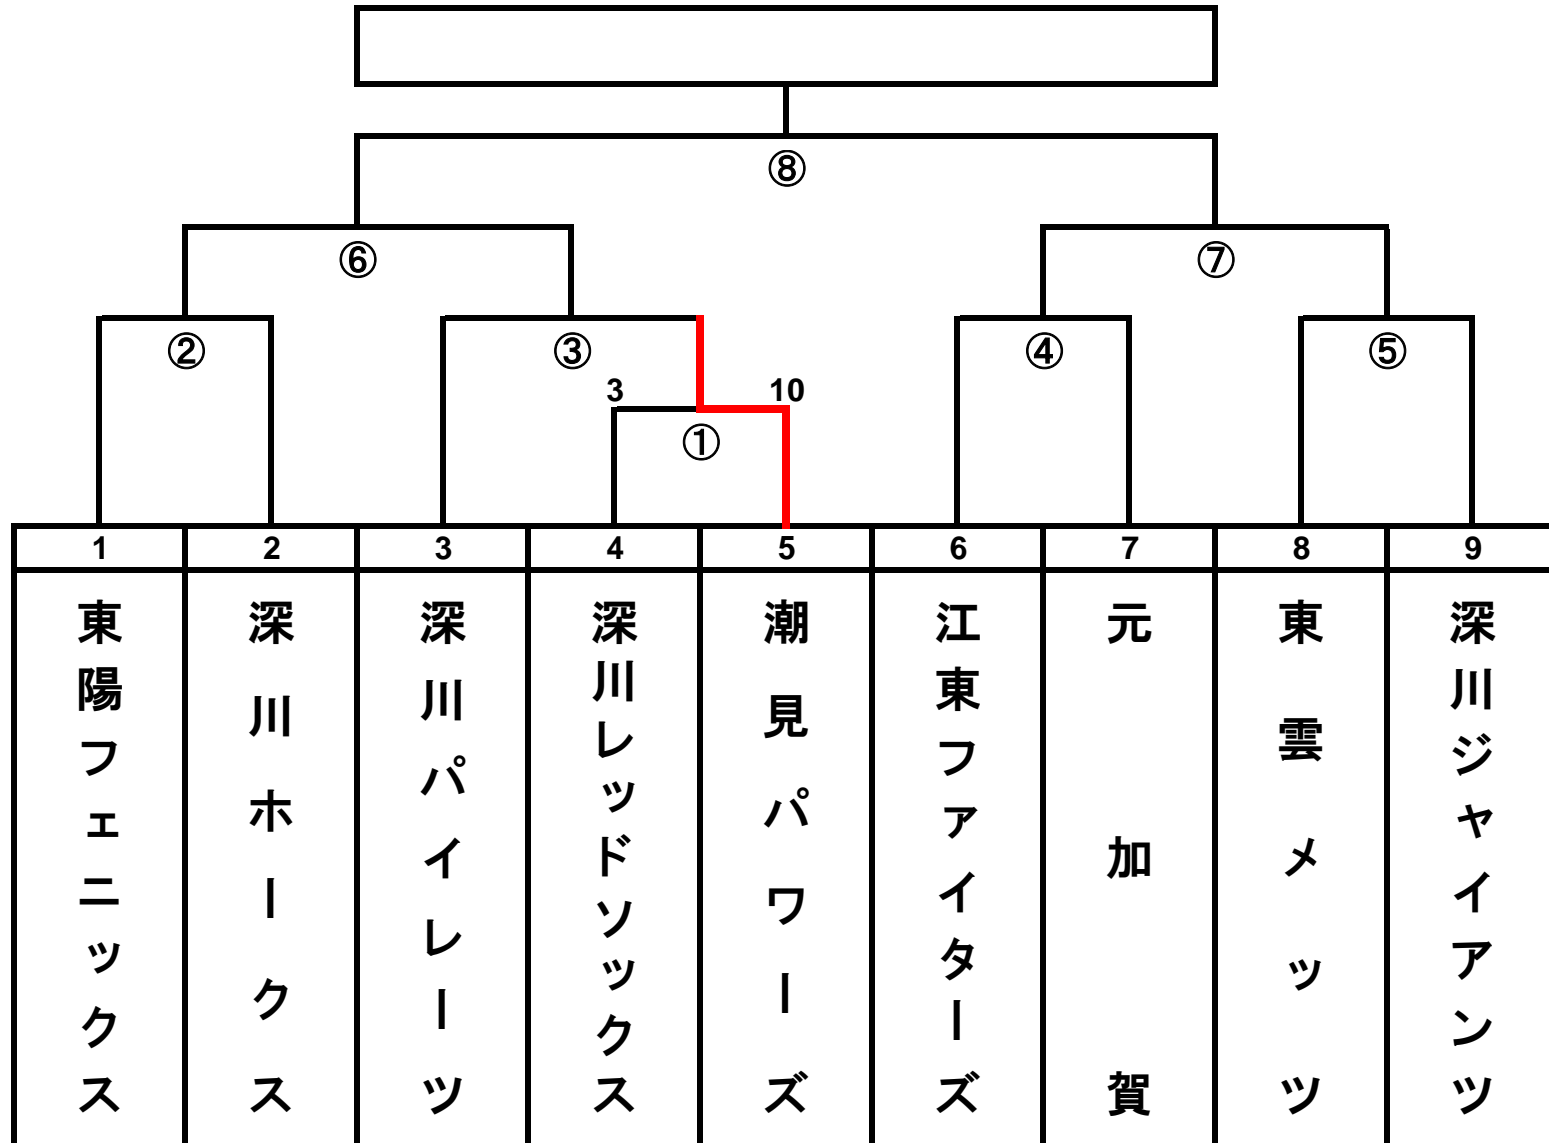 ⑧
⑥
⑦
②
③
④
⑤
3
10
①
1
2
3
4
5
6
7
8
9
東陽フェニックス
深川ホークス
深川パイレーツ
深川レッドソックス
潮見パワーズ
江東ファイターズ
元加賀
東雲メッツ
深川ジャイアンツ